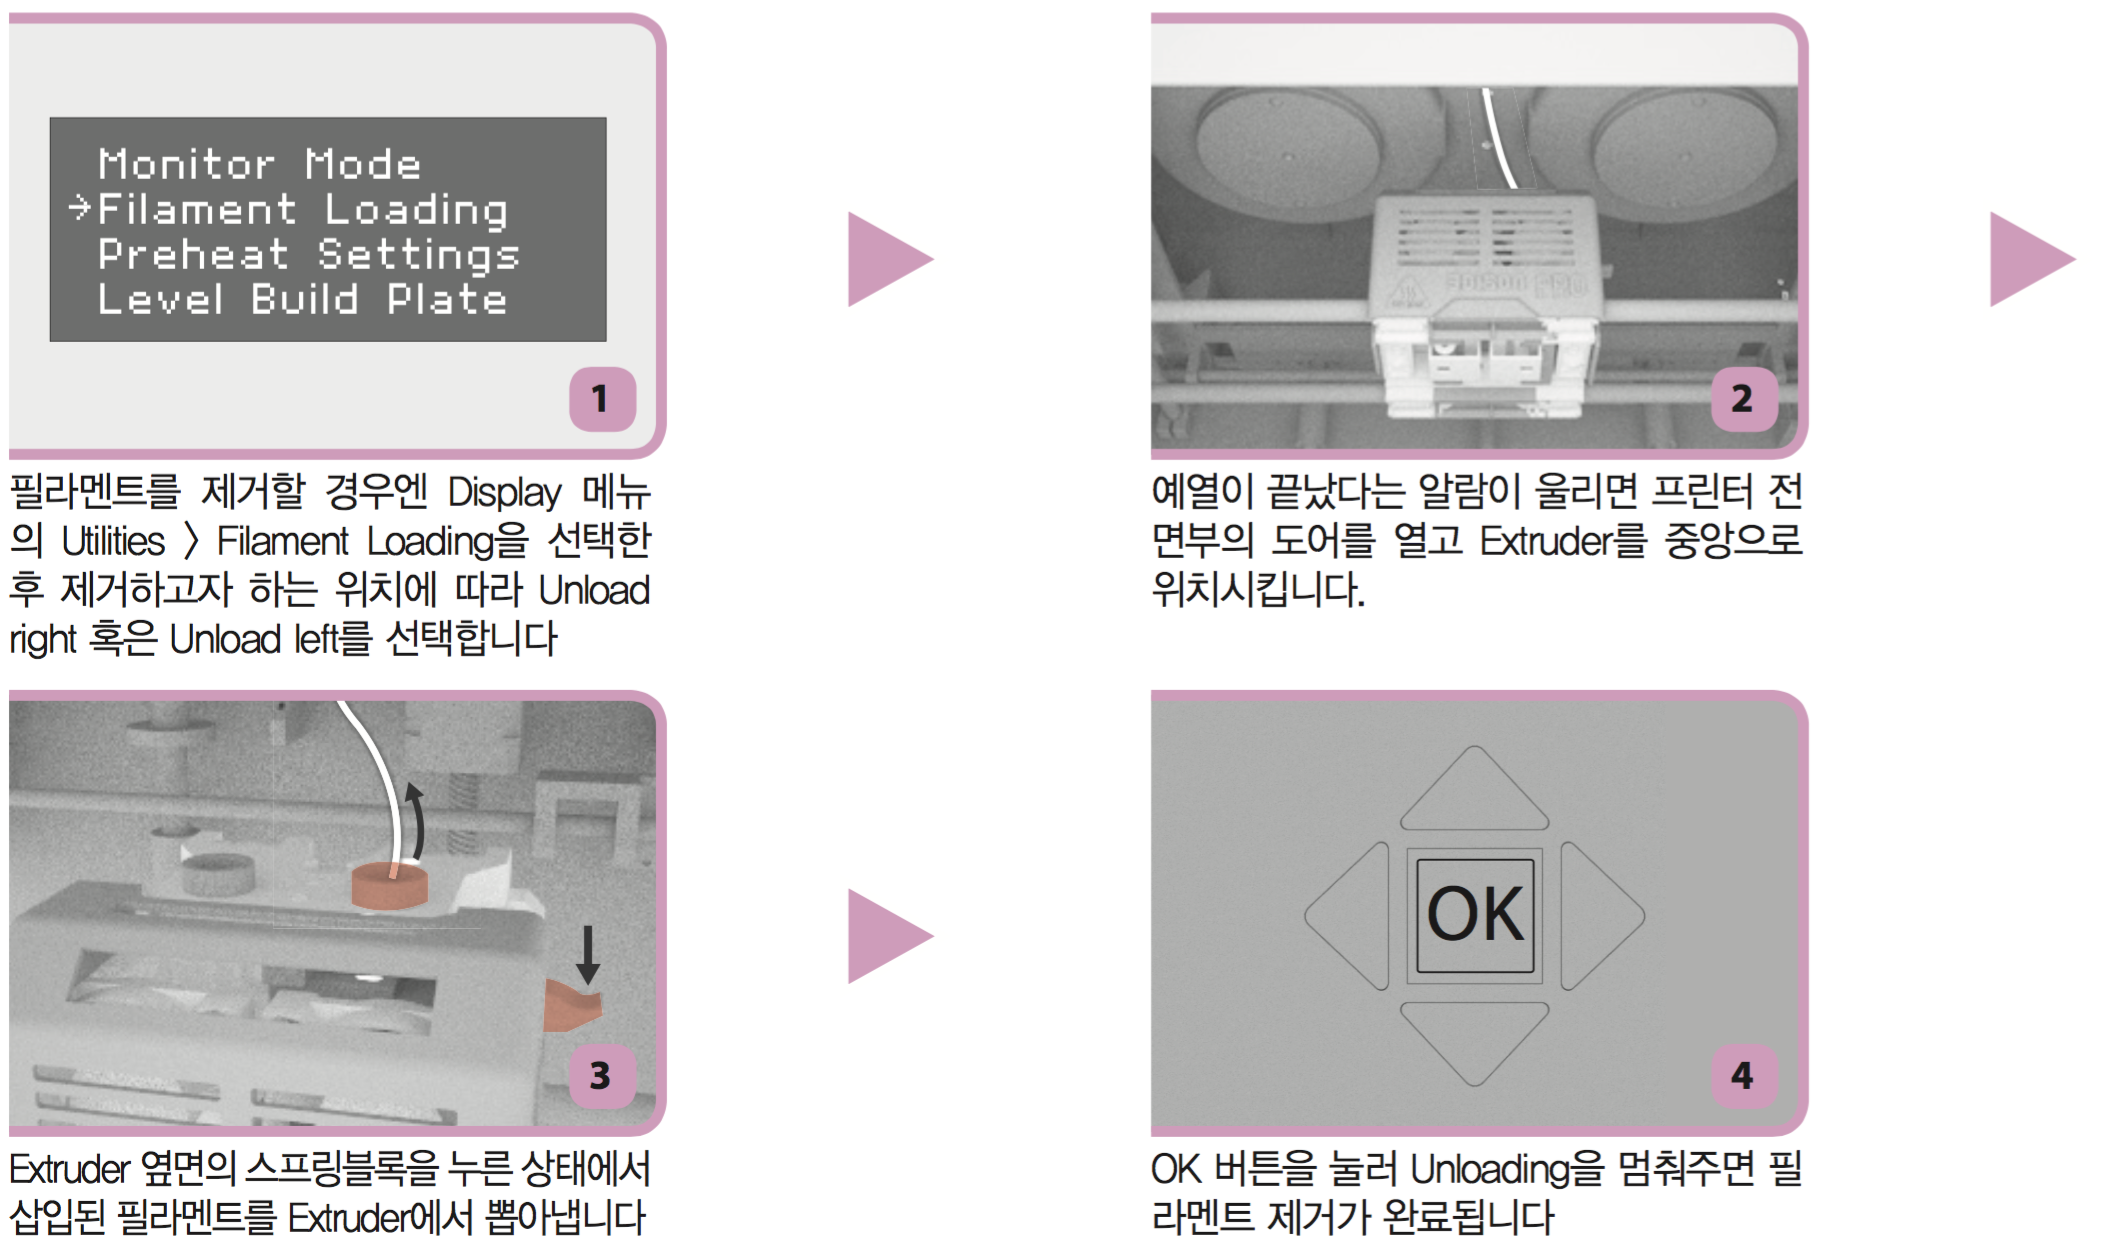 Monitor Mode
→Filament Loading
Preheat Settings
Level Build Plate
1
필라멘트를 제거할 경우엔 Display 메뉴
의 Utilities 〉 Filament Loading을 선택한
후 제거하고자 하는 위치에 따라 Unload
right 혹은 Unload left를 선택합니다
2
예열이 끝났다는 알람이 울리면 프린터 전
면부의 도어를 열고 Extruder를 중앙으로
위치시킵니다.
3
Extruder 옆면의 스프링블록을 누른 상태에서
삽입된 필라멘트를 Extruder에서 뽑아냅니다
OK
4
OK 버튼을 눌러 Unloading을 멈춰주면 필
라멘트 제거가 완료됩니다